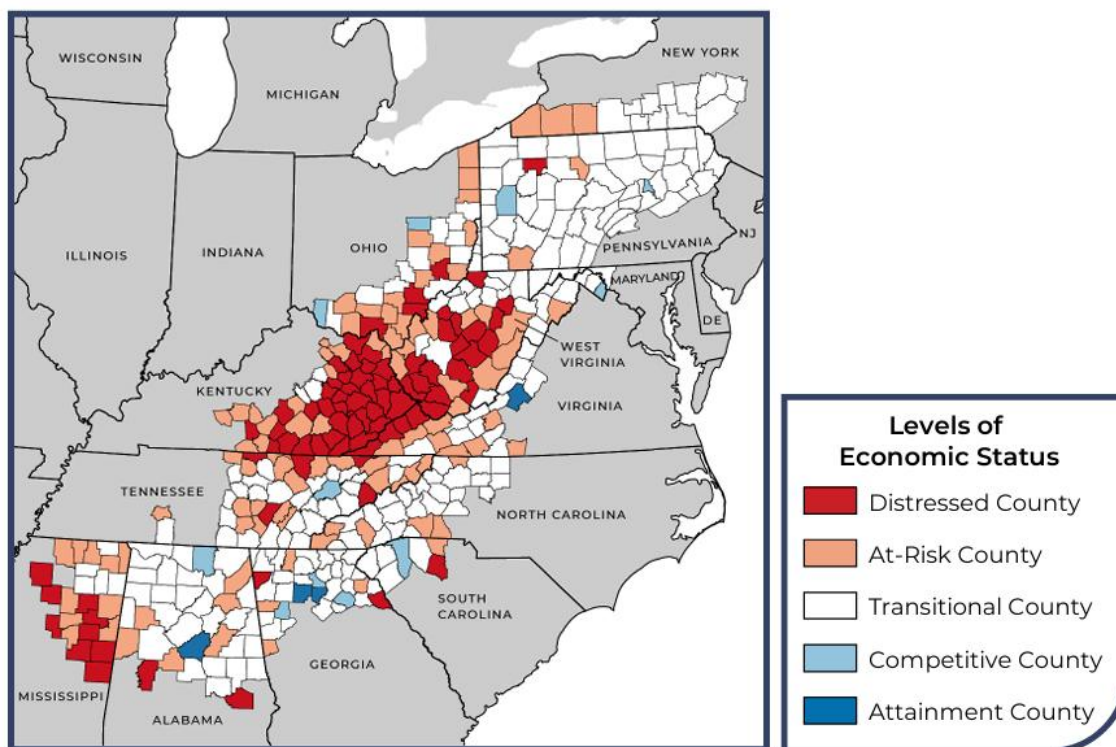 NEW YORK
WISCONSIN
MICHIGAN
PENNSYLVANIA
NJ
OHIO
ILLINOIS
INDIANA
MARYLAND
DE
WEST
VIRGINIA
KENTUCKY
VIRGINIA
TENNESSEE
NORTH CAROLINA
SOUTH
CAROLINA
GEORGIA
MISSISSIPPI
ALABAMA
Levels of
Economic Status
Distressed County
At-Risk County
Transitional County
Competitive County
Attainment County